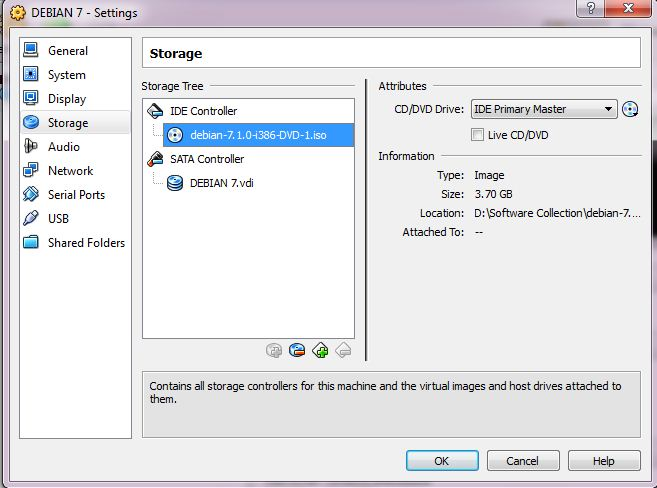 DEBIAN 7 - Settings
General
System
Display
Storage
Audio
Network
Serial Ports
USB
Shared Folders
Storage
Storage Tree
IDE Controller
debian-7.1.0-i386-DVD-1.iso
SATA Controller
DEBIAN 7.vdi
Attributes
CD/DVD Drive: IDE Primary Master
Live CD/DVD
Information
Type: Image
Size: 3.70 GB
Location: D:\Software Collection\debian-7....
Attached To: --
Contains all storage controllers for this machine and the virtual images and host drives attached to
them.
OK Cancel Help